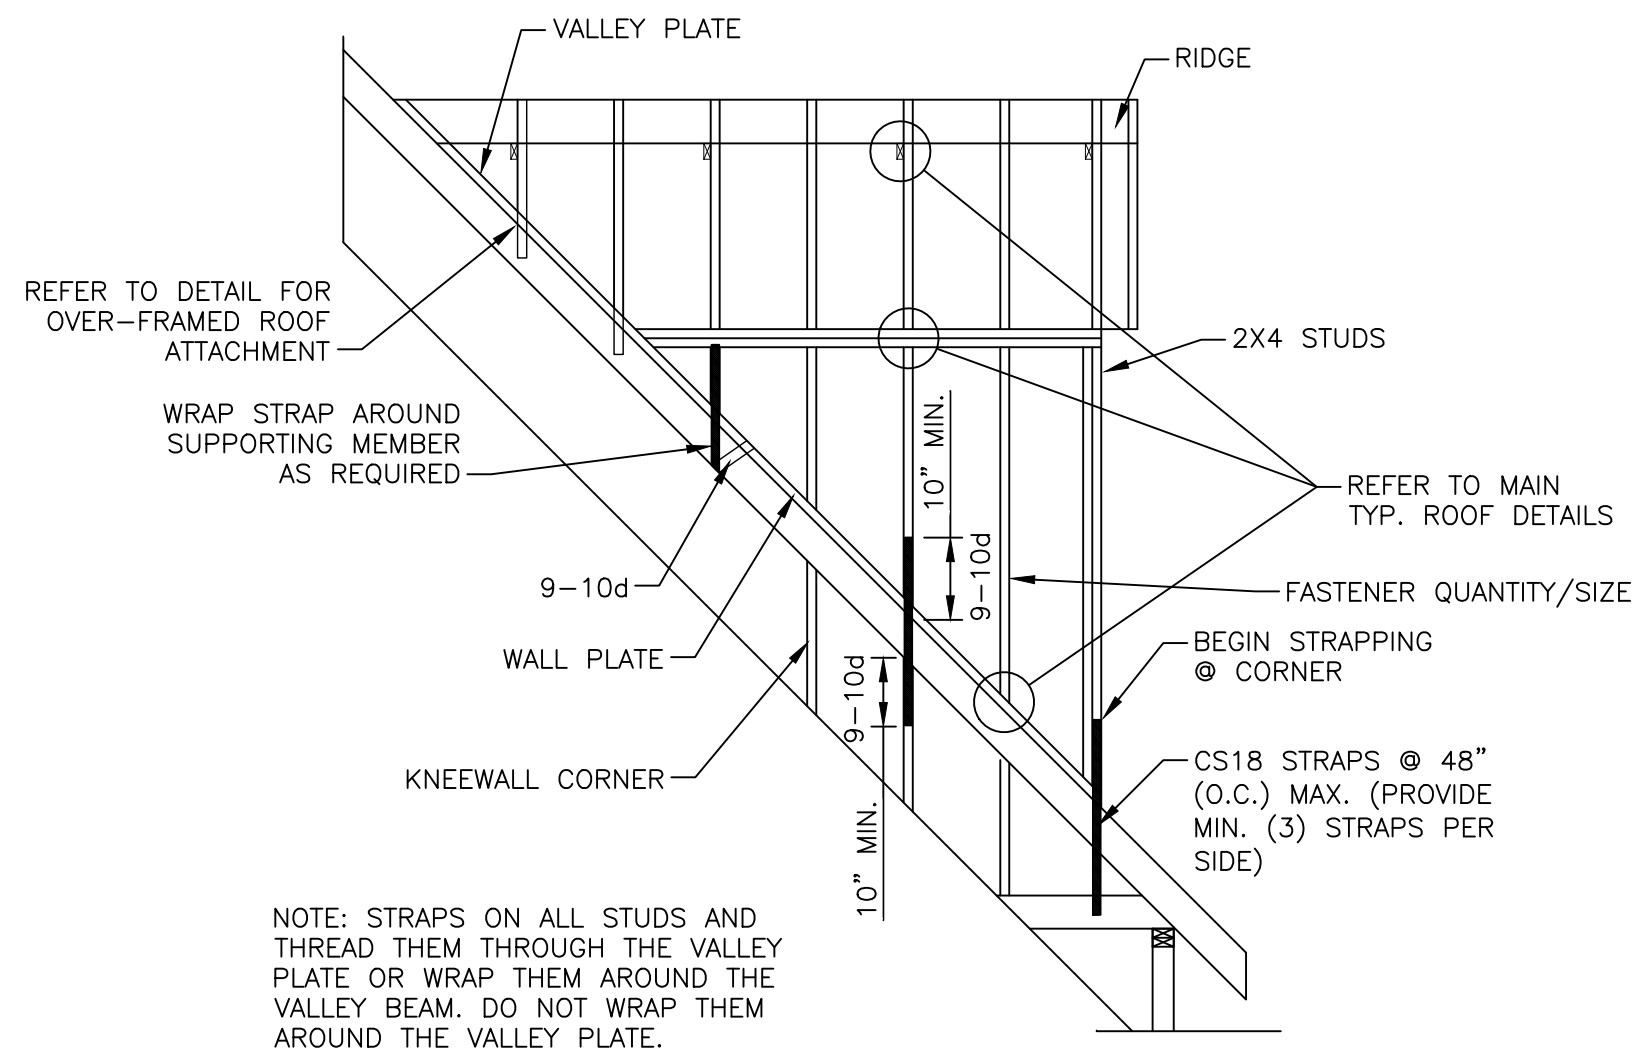 VALLEY PLATE
RIDGE
REFER TO DETAIL FOR
OVER-FRAMED ROOF
ATTACHMENT
2X4 STUDS
WRAP STRAP AROUND
SUPPORTING MEMBER
AS REQUIRED
10" MIN.
9-10d
REFER TO MAIN
TYP. ROOF DETAILS
9-10d
FASTENER QUANTITY/SIZE
WALL PLATE
9-10d
BEGIN STRAPPING
@ CORNER
KNEEWALL CORNER
10" MIN.
CS18 STRAPS @ 48"
(O.C.) MAX. (PROVIDE
MIN. (3) STRAPS PER
SIDE)
NOTE: STRAPS ON ALL STUDS AND
THREAD THEM THROUGH THE VALLEY
PLATE OR WRAP THEM AROUND THE
VALLEY BEAM. DO NOT WRAP THEM
AROUND THE VALLEY PLATE.